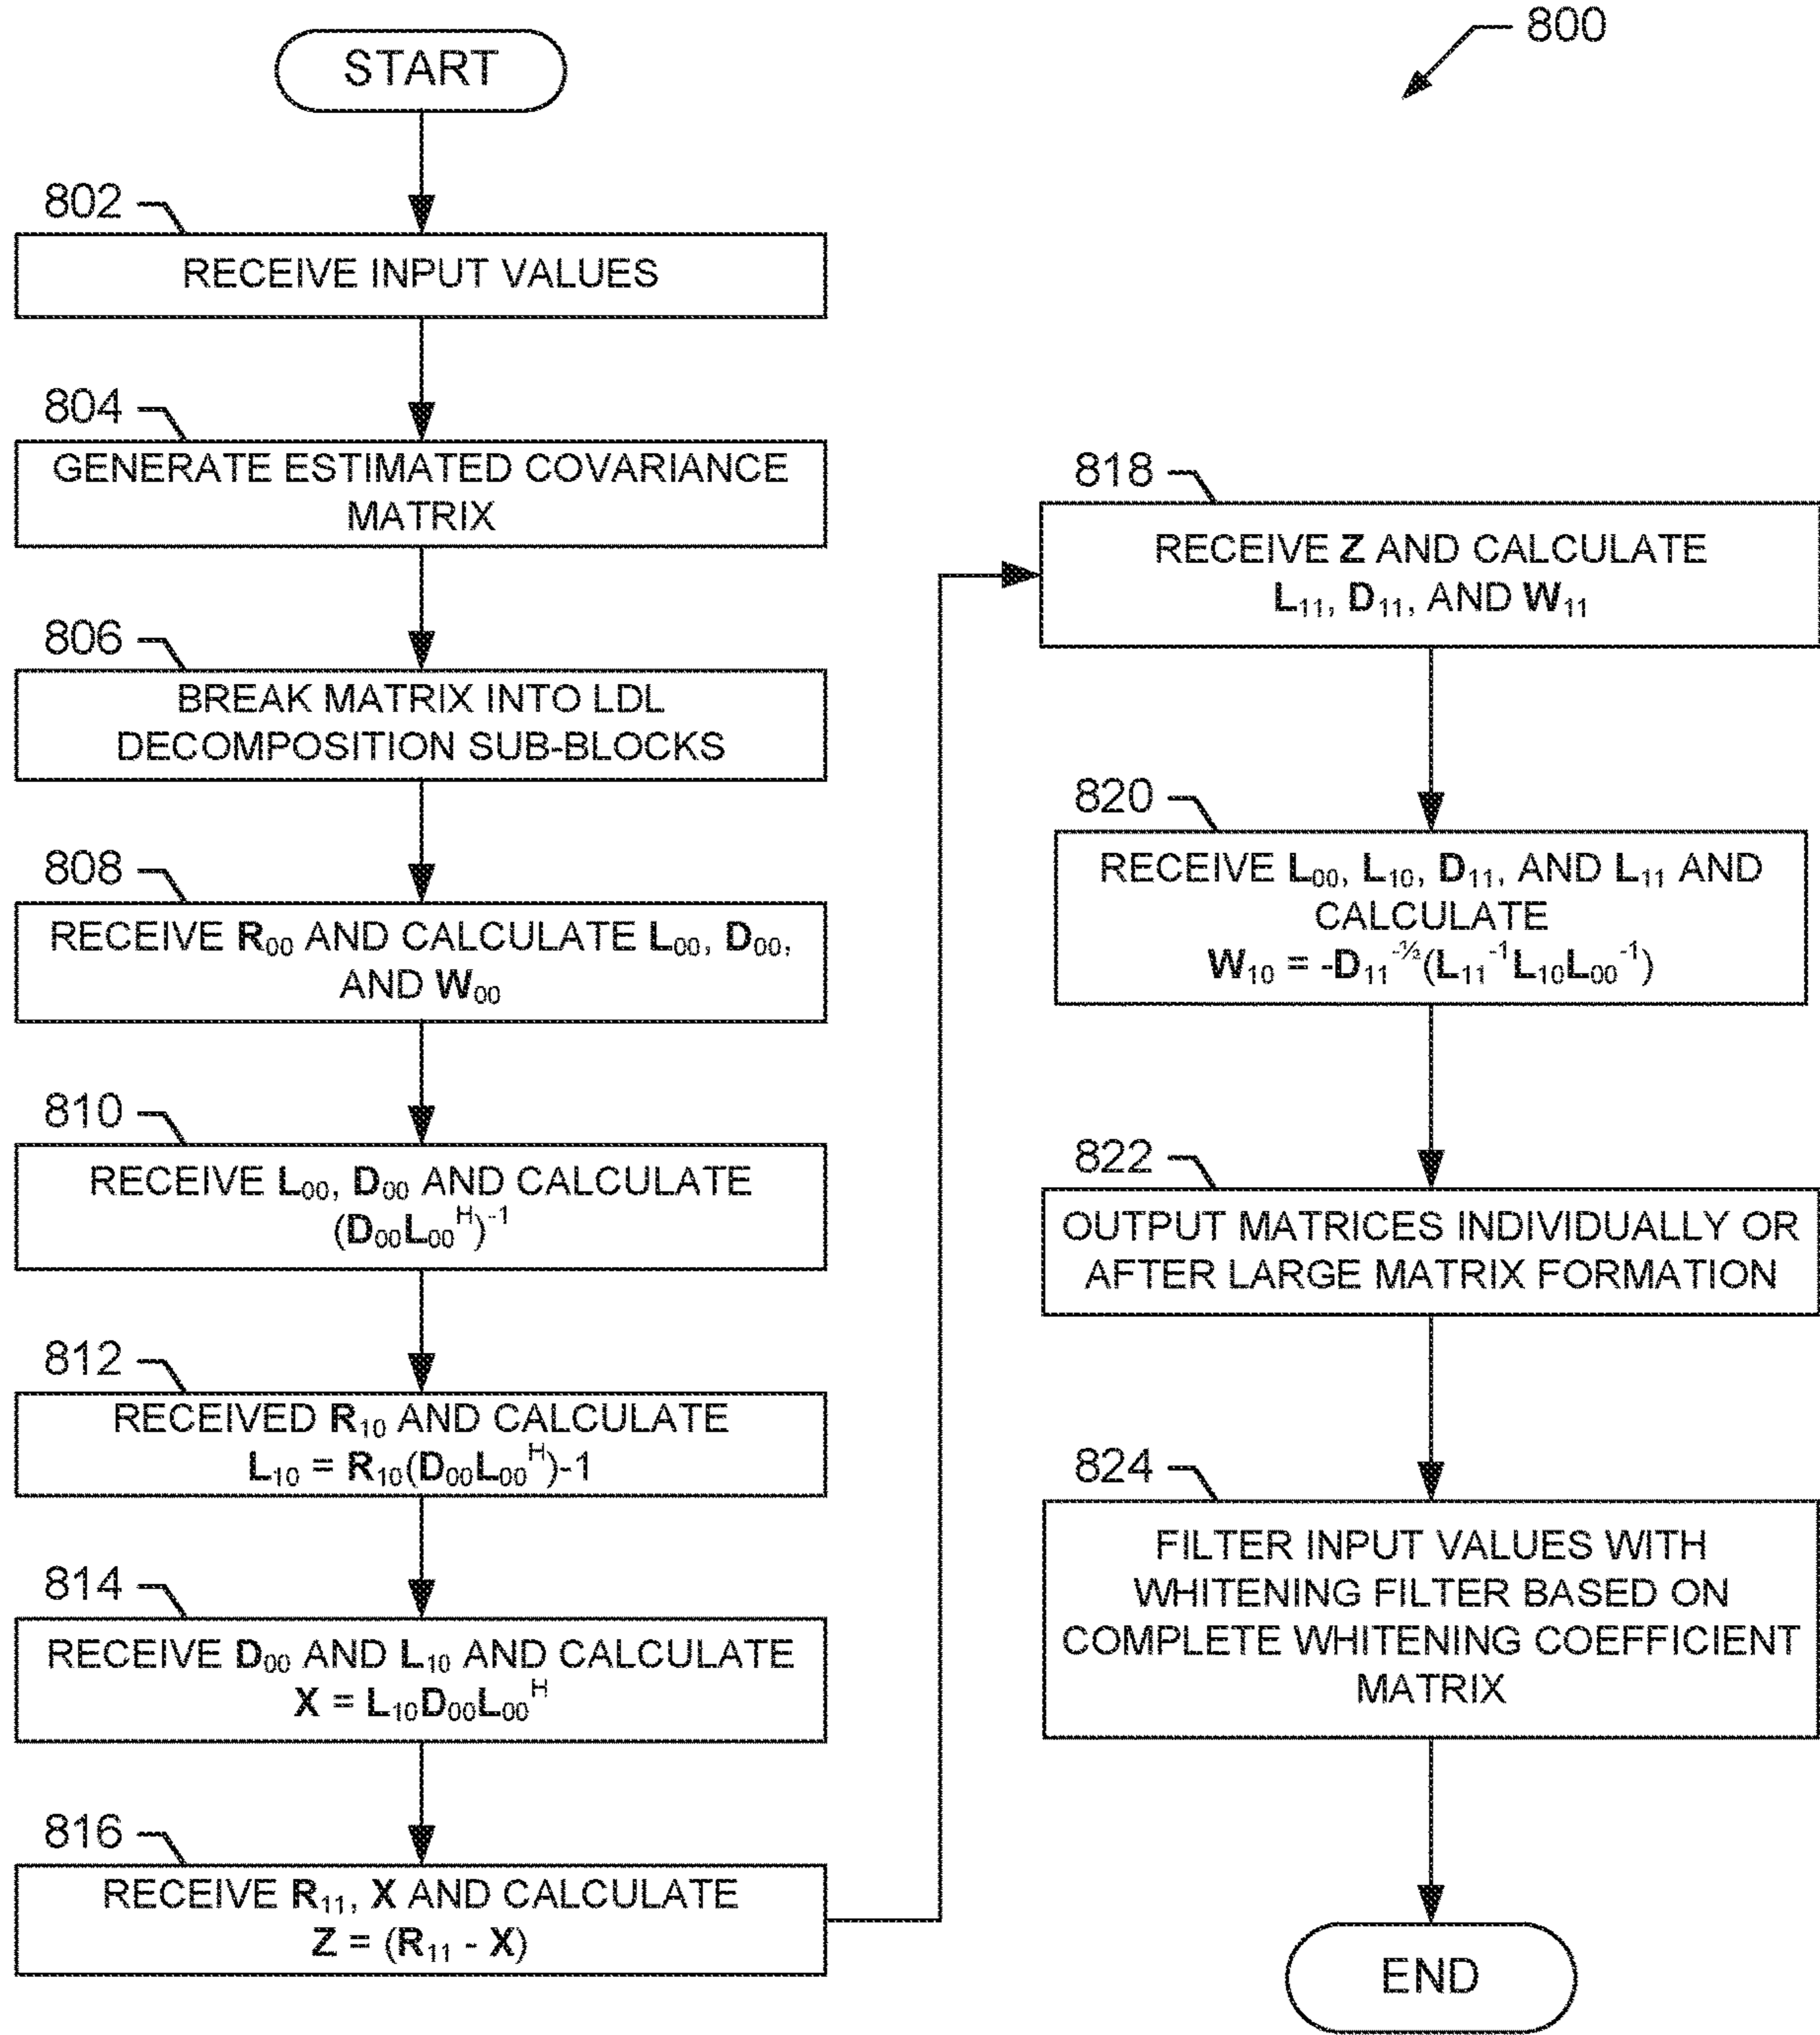 800
START
802
RECEIVE INPUT VALUES
804
GENERATE ESTIMATED COVARIANCE
MATRIX
806
BREAK MATRIX INTO LDL
DECOMPOSITION SUB-BLOCKS
808
RECEIVE R₀₀ AND CALCULATE L₀₀, D₀₀,
AND W₀₀
810
RECEIVE L₀₀, D₀₀ AND CALCULATE
(D₀₀L₀₀ᴴ)⁻¹
812
RECEIVED R₁₀ AND CALCULATE
L₁₀ = R₁₀(D₀₀L₀₀ᴴ)-1
814
RECEIVE D₀₀ AND L₁₀ AND CALCULATE
X = L₁₀D₀₀L₀₀ᴴ
816
RECEIVE R₁₁, X AND CALCULATE
Z = (R₁₁ - X)
818
RECEIVE Z AND CALCULATE
L₁₁, D₁₁, AND W₁₁
820
RECEIVE L₀₀, L₁₀, D₁₁, AND L₁₁ AND
CALCULATE
W₁₀ = -D₁₁^-½(L₁₁⁻¹L₁₀L₀₀⁻¹)
822
OUTPUT MATRICES INDIVIDUALLY OR
AFTER LARGE MATRIX FORMATION
824
FILTER INPUT VALUES WITH
WHITENING FILTER BASED ON
COMPLETE WHITENING COEFFICIENT
MATRIX
END